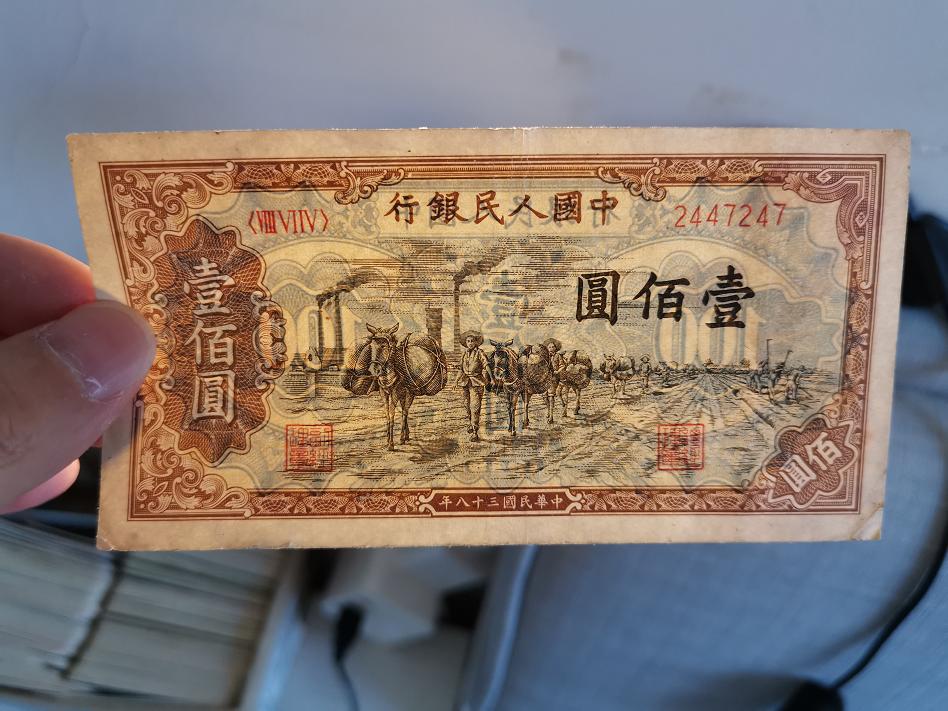 中國人民銀行
〈VIII VII IV〉
2447247
壹佰圓
壹佰圓
佰圓
中華民國三十八年